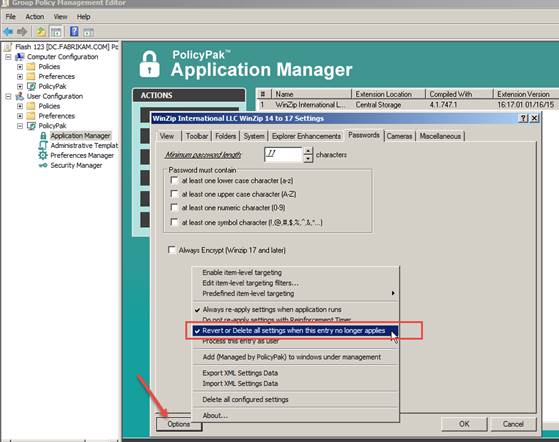 Group Policy Management Editor
File Action View Help
Flash 123 [DC.FABRIKAM.COM] Po
Computer Configuration
Policies
Preferences
PolicyPak
User Configuration
Policies
Preferences
PolicyPak
Application Manager
Administrative Templat
Preferences Manager
Security Manager
PolicyPak™
Application Manager
ACTIONS
# Name Extension Location Compiled With Extension Version
1 WinZip International L... Central Storage 4.1.747.1 16:17:01 01/16/15
WinZip International LLC WinZip 14 to 17 Settings
View Toolbar Folders System Explorer Enhancements Passwords Cameras Miscellaneous
Minimum password length: 11 characters
Password must contain
at least one lower case character (a-z)
at least one upper case character (A-Z)
at least one numeric character (0-9)
at least one symbol character (!,@,#,$,%,^,&,*,...)
Always Encrypt (Winzip 17 and later)
Enable item-level targeting
Edit item-level targeting filters...
Predefined item-level targeting
Always re-apply settings when application runs
Do not re-apply settings with Reinforcement Timer
Revert or Delete all settings when this entry no longer applies
Process this entry as user
Add (Managed by PolicyPak) to windows under management
Export XML Settings Data
Import XML Settings Data
Delete all configured settings
About...
Options OK Cancel